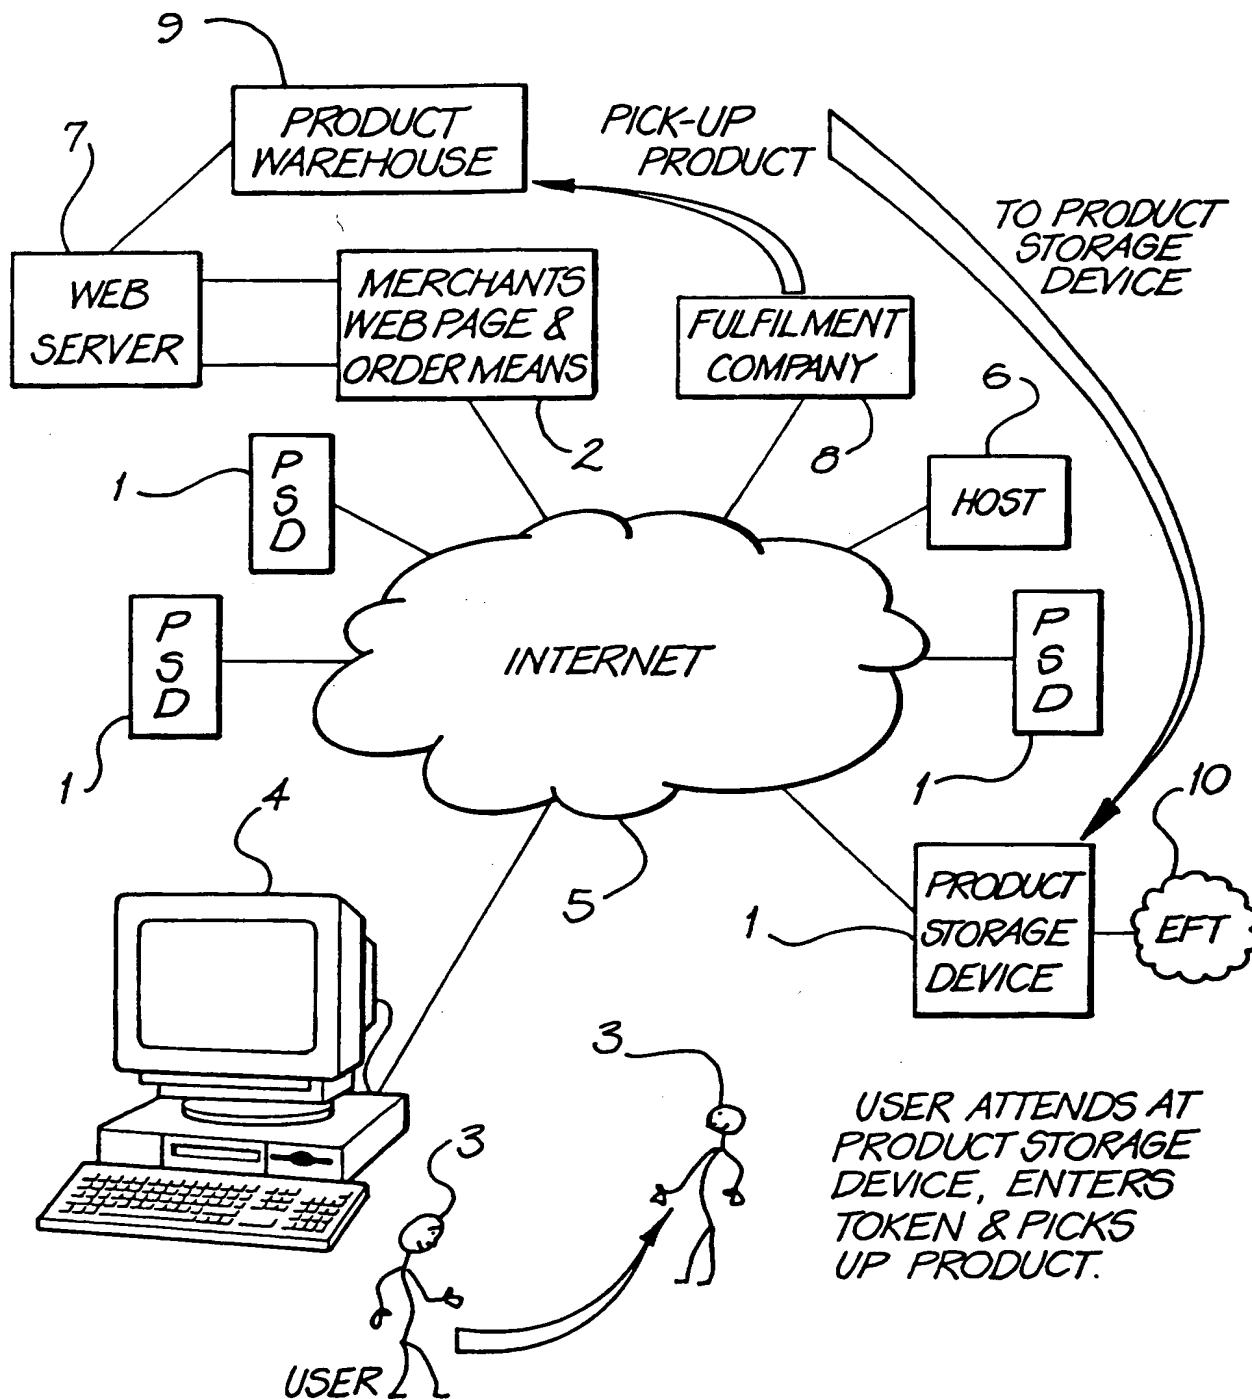 9
PRODUCT
WAREHOUSE
PICK-UP
PRODUCT
7
TO PRODUCT
STORAGE
DEVICE
WEB
SERVER
MERCHANTS
WEB PAGE &
ORDER MEANS
FULFILMENT
COMPANY
6
2
8
1
P
S
D
HOST
P
S
D
INTERNET
P
S
D
1
1
4
10
5
1
PRODUCT
STORAGE
DEVICE
EFT
3
3
USER ATTENDS AT
PRODUCT STORAGE
DEVICE, ENTERS
TOKEN & PICKS
UP PRODUCT.
USER